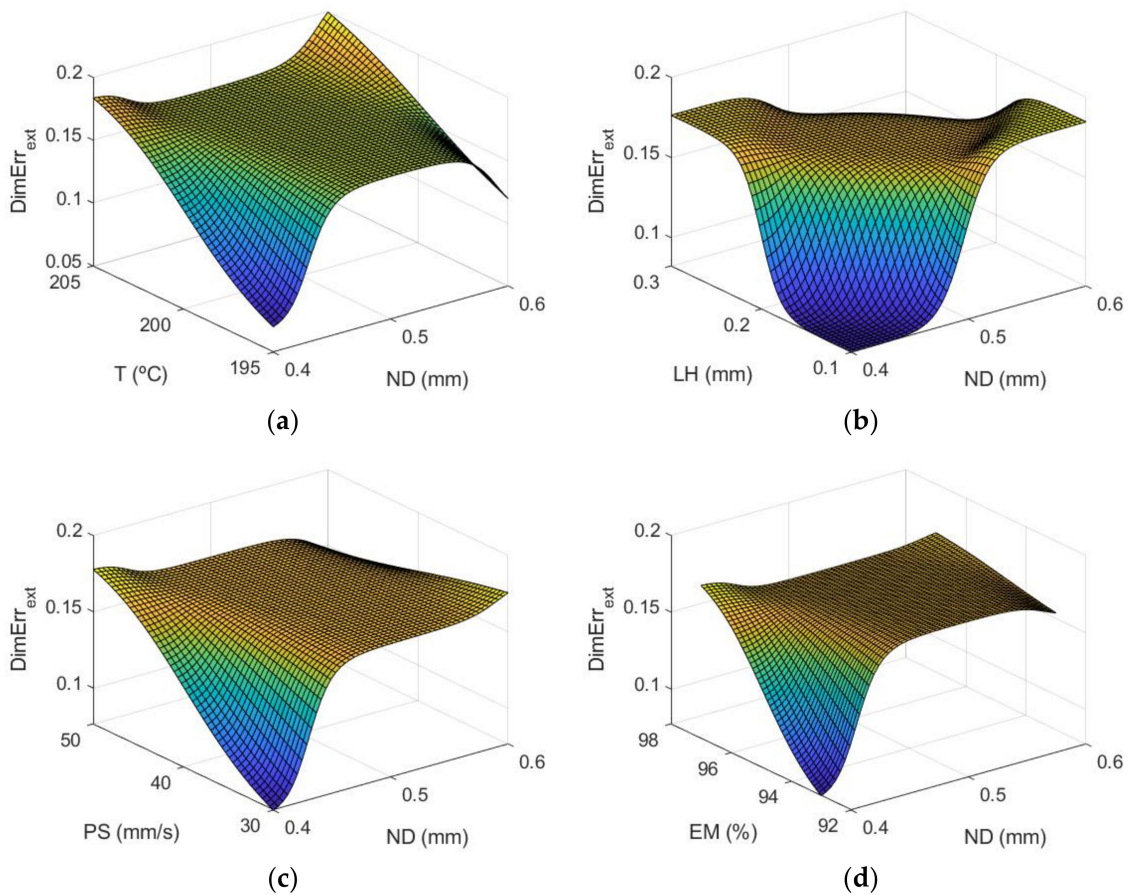 0.2
0.15
0.1
0.05
DimErr_ext
205
200
195
T (ºC)
0.4
0.5
0.6
ND (mm)
(a)
0.2
0.15
0.1
DimErr_ext
0.3
0.2
0.1
LH (mm)
0.4
0.5
0.6
ND (mm)
(b)
0.2
0.15
0.1
DimErr_ext
50
40
30
PS (mm/s)
0.4
0.5
0.6
ND (mm)
(c)
0.2
0.15
0.1
DimErr_ext
98
96
94
92
EM (%)
0.4
0.5
0.6
ND (mm)
(d)